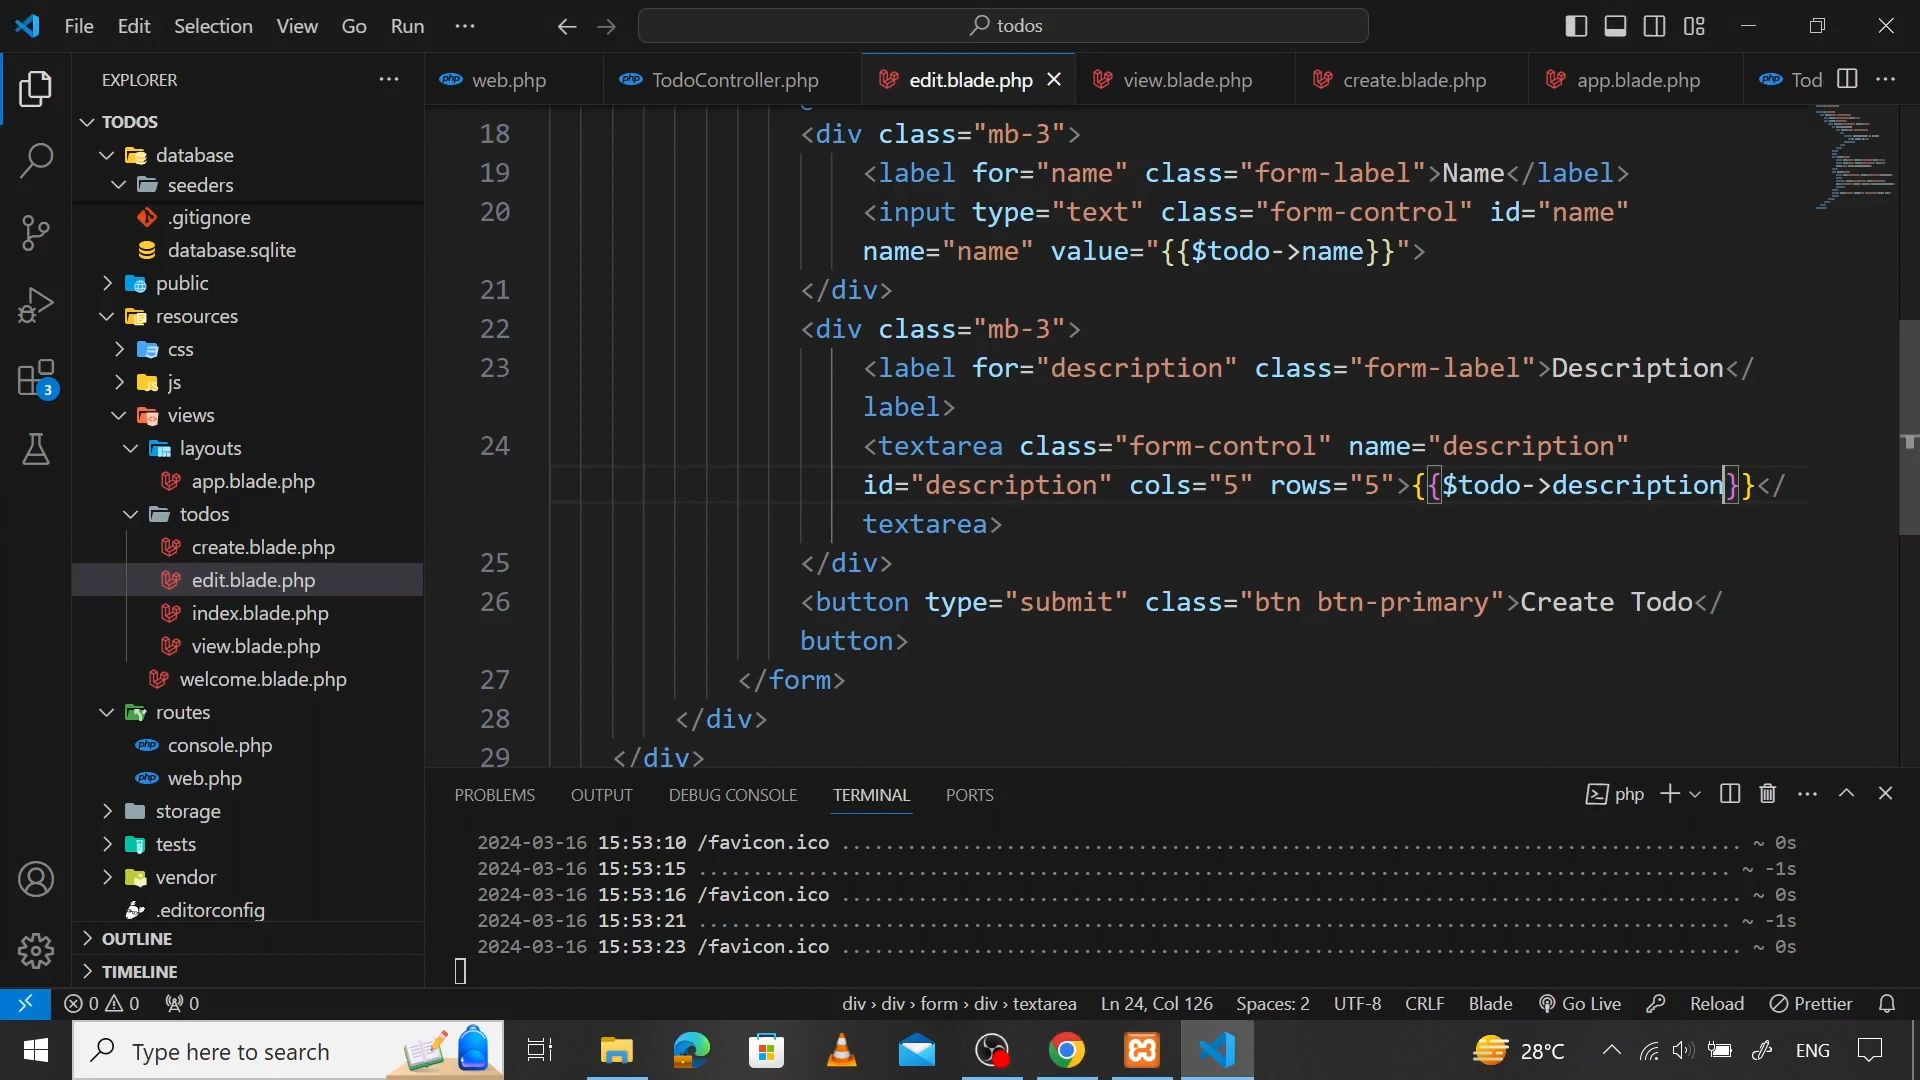 File Edit Selection View Go Run ··· todos
EXPLORER ···
TODOS
database
seeders
.gitignore
database.sqlite
public
resources
css
js
views
layouts
app.blade.php
todos
create.blade.php
edit.blade.php
index.blade.php
view.blade.php
welcome.blade.php
routes
console.php
web.php
storage
tests
vendor
.editorconfig
OUTLINE
TIMELINE
3
php web.php php TodoController.php edit.blade.php view.blade.php create.blade.php app.blade.php php Tod ···
18 <div class="mb-3">
19 <label for="name" class="form-label">Name</label>
20 <input type="text" class="form-control" id="name"
name="name" value="{{$todo->name}}">
21 </div>
22 <div class="mb-3">
23 <label for="description" class="form-label">Description</
label>
24 <textarea class="form-control" name="description"
id="description" cols="5" rows="5">{{$todo->description}}</
textarea>
25 </div>
26 <button type="submit" class="btn btn-primary">Create Todo</
button>
27 </form>
28 </div>
29 </div>
PROBLEMS OUTPUT DEBUG CONSOLE TERMINAL PORTS php ···
2024-03-16 15:53:10 /favicon.ico ........ ~ 0s
2024-03-16 15:53:15 ........ ~ -1s
2024-03-16 15:53:16 /favicon.ico ........ ~ 0s
2024-03-16 15:53:21 ........ ~ -1s
2024-03-16 15:53:23 /favicon.ico ........ ~ 0s
0 0 0 div › div › form › div › textarea Ln 24, Col 126 Spaces: 2 UTF-8 CRLF Blade Go Live Reload Prettier
Type here to search 28°C ENG